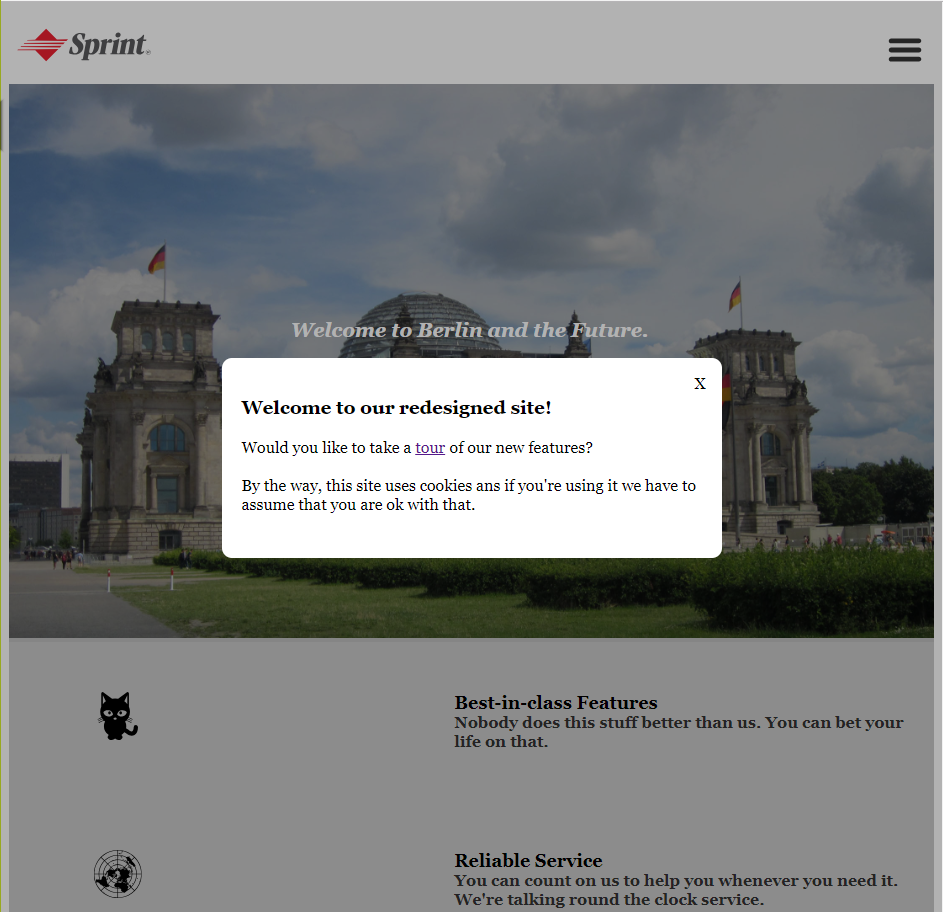 Sprint
Welcome to Berlin and the Future.
X
Welcome to our redesigned site!
Would you like to take a tour of our new features?
By the way, this site uses cookies ans if you're using it we have to
assume that you are ok with that.
Best-in-class Features
Nobody does this stuff better than us. You can bet your
life on that.
Reliable Service
You can count on us to help you whenever you need it.
We're talking round the clock service.